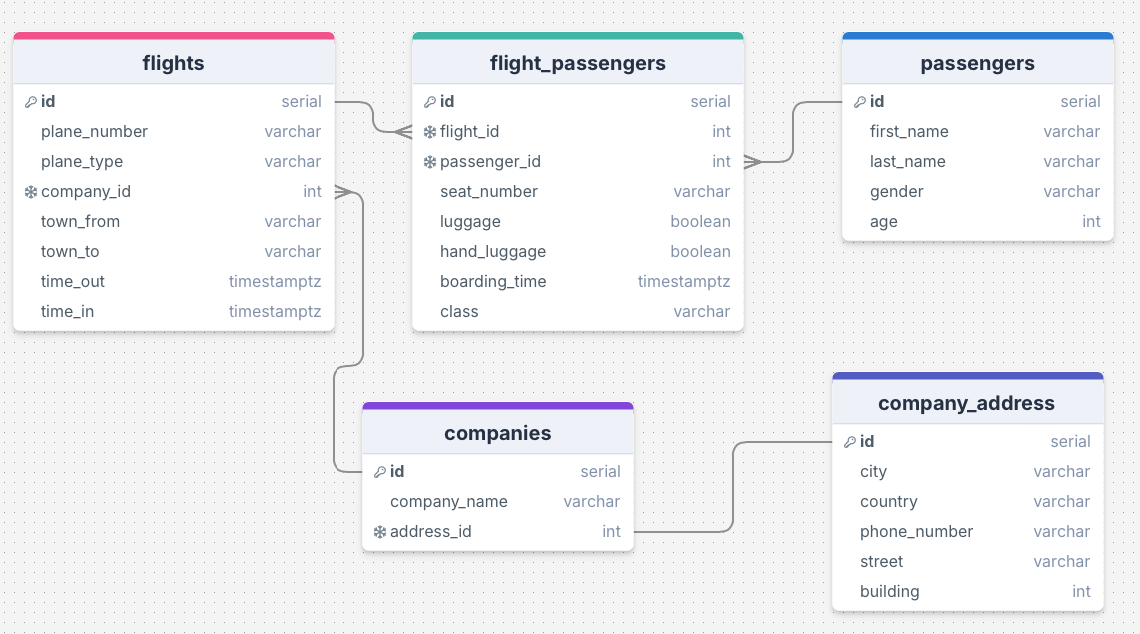 flights
id serial
plane_number varchar
plane_type varchar
company_id int
town_from varchar
town_to varchar
time_out timestamptz
time_in timestamptz
flight_passengers
id serial
flight_id int
passenger_id int
seat_number varchar
luggage boolean
hand_luggage boolean
boarding_time timestamptz
class varchar
passengers
id serial
first_name varchar
last_name varchar
gender varchar
age int
companies
id serial
company_name varchar
address_id int
company_address
id serial
city varchar
country varchar
phone_number varchar
street varchar
building int